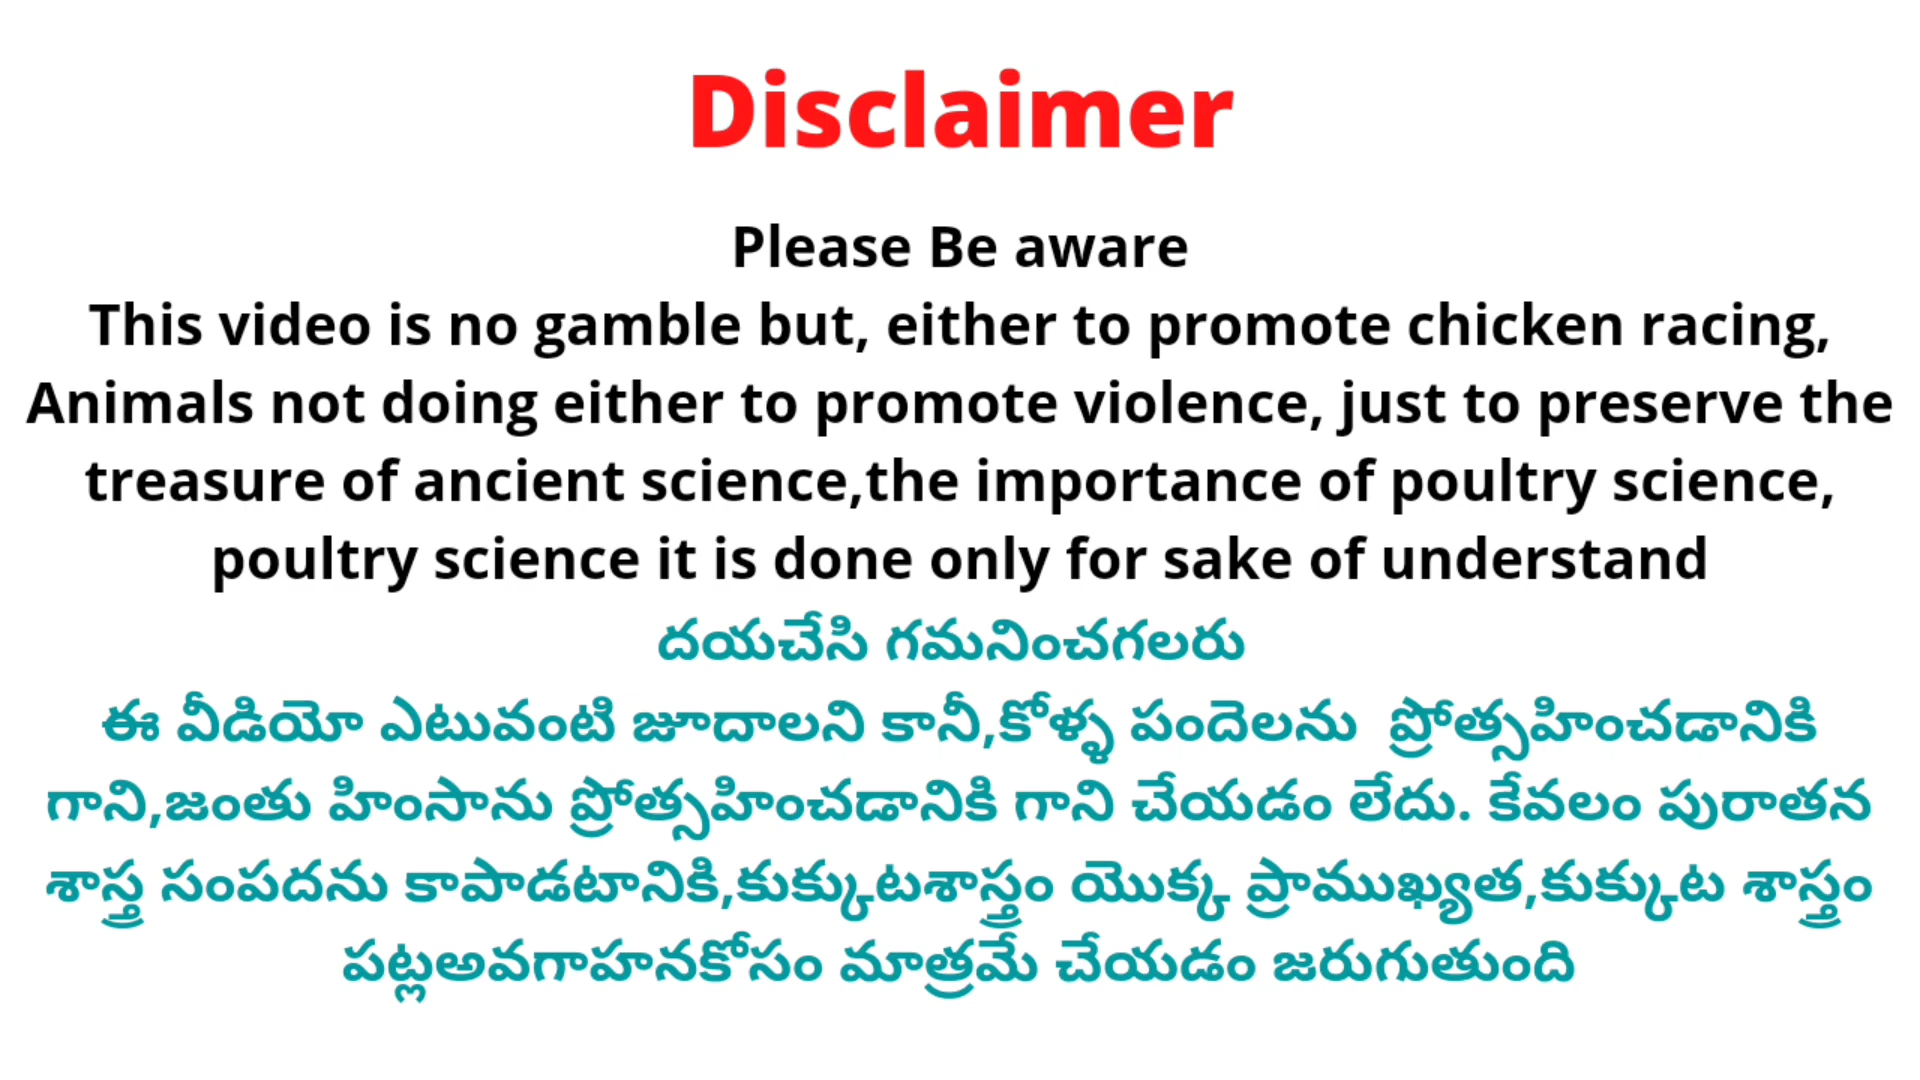 Disclaimer
Please Be aware
This video is no gamble but, either to promote chicken racing,
Animals not doing either to promote violence, just to preserve the
treasure of ancient science,the importance of poultry science,
poultry science it is done only for sake of understand
దయచేసి గమనించగలరు
ఈ వీడియో ఎటువంటి జూదాలని కానీ,కోళ్ళ పందెలను ప్రోత్సహించడానికి
గాని,జంతు హింసాను ప్రోత్సహించడానికి గాని చేయడం లేదు. కేవలం పురాతన
శాస్త్ర సంపదను కాపాడటానికి,కుక్కుటశాస్త్రం యొక్క ప్రాముఖ్యత,కుక్కుట శాస్త్రం
పట్లఅవగాహనకోసం మాత్రమే చేయడం జరుగుతుంది